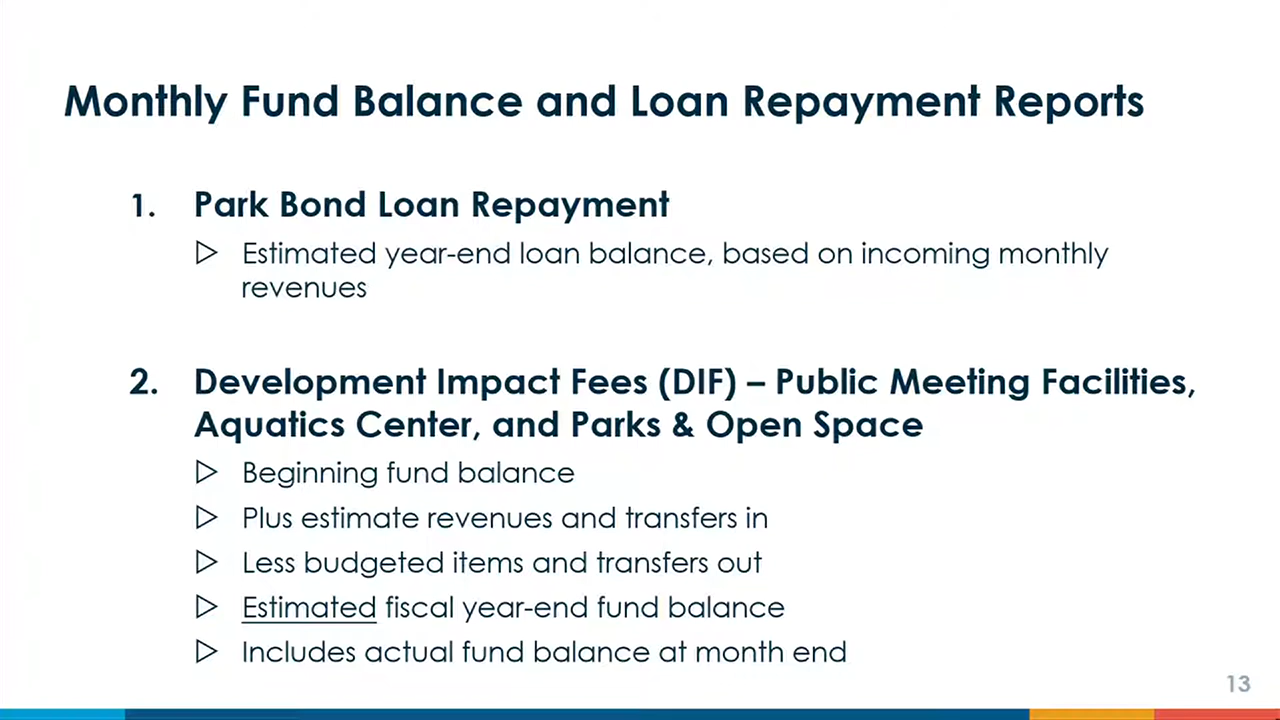 Monthly Fund Balance and Loan Repayment Reports
1. Park Bond Loan Repayment
▷ Estimated year-end loan balance, based on incoming monthly
revenues
2. Development Impact Fees (DIF) – Public Meeting Facilities,
Aquatics Center, and Parks & Open Space
▷ Beginning fund balance
▷ Plus estimate revenues and transfers in
▷ Less budgeted items and transfers out
▷ Estimated fiscal year-end fund balance
▷ Includes actual fund balance at month end
13